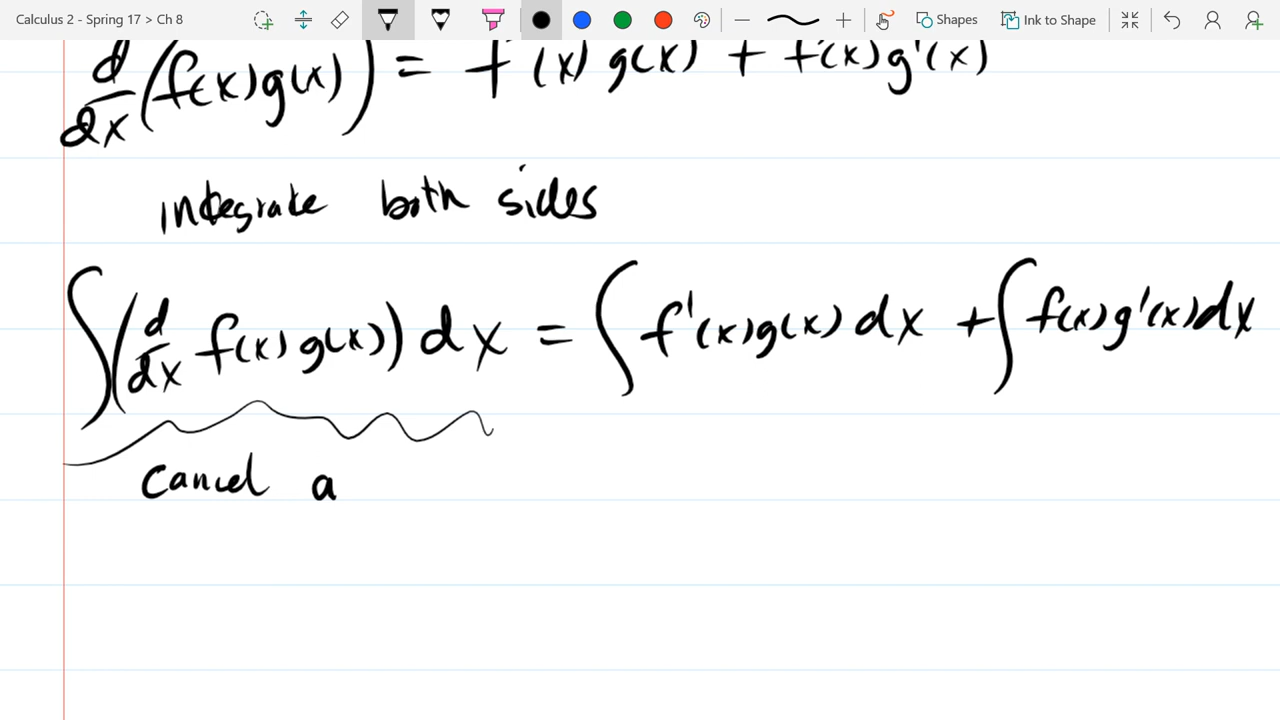 Calculus 2 - Spring 17 > Ch 8 Shapes Ink to Shape
d/dx (f(x)g(x)) = f'(x)g(x) + f(x)g'(x)
integrate both sides
∫(d/dx f(x)g(x))dx = ∫f'(x)g(x)dx + ∫f(x)g'(x)dx
Cancel a